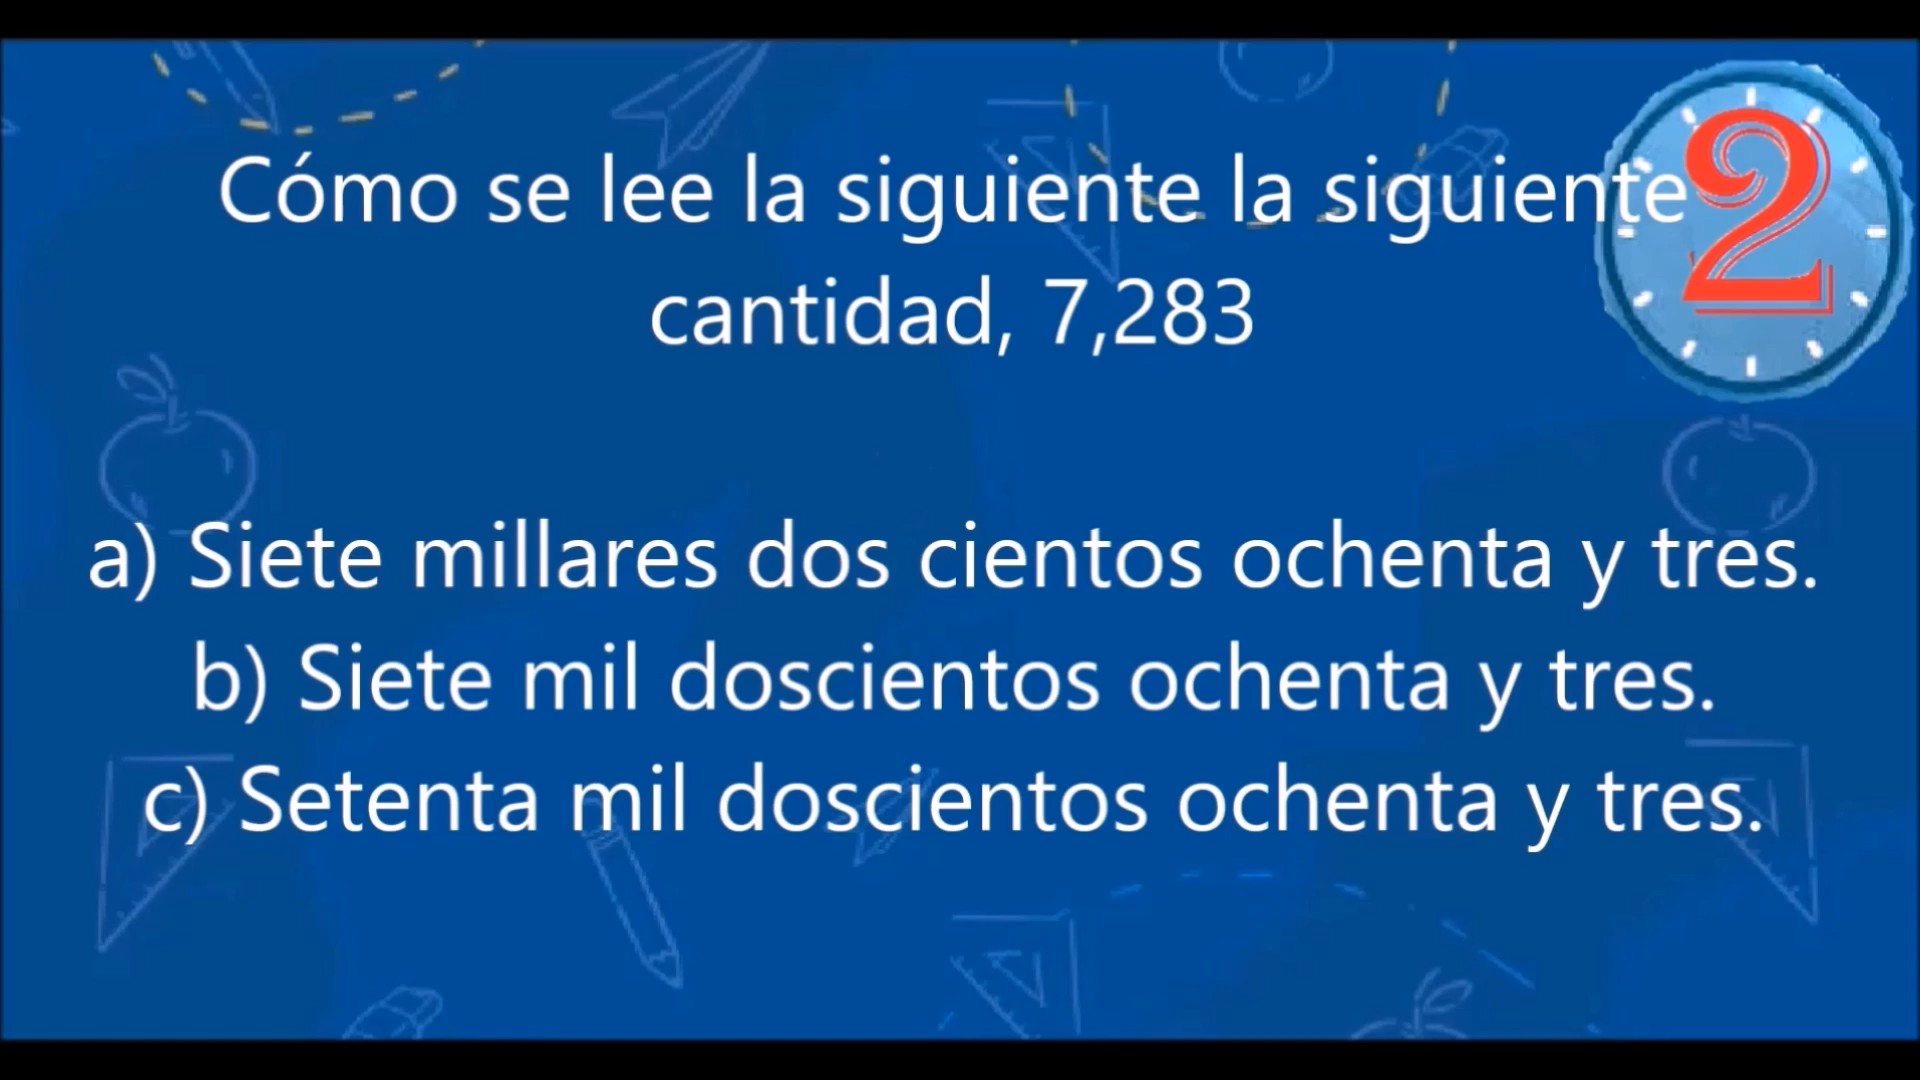 Cómo se lee la siguiente la siguiente
cantidad, 7,283
2
a) Siete millares dos cientos ochenta y tres.
b) Siete mil doscientos ochenta y tres.
c) Setenta mil doscientos ochenta y tres.